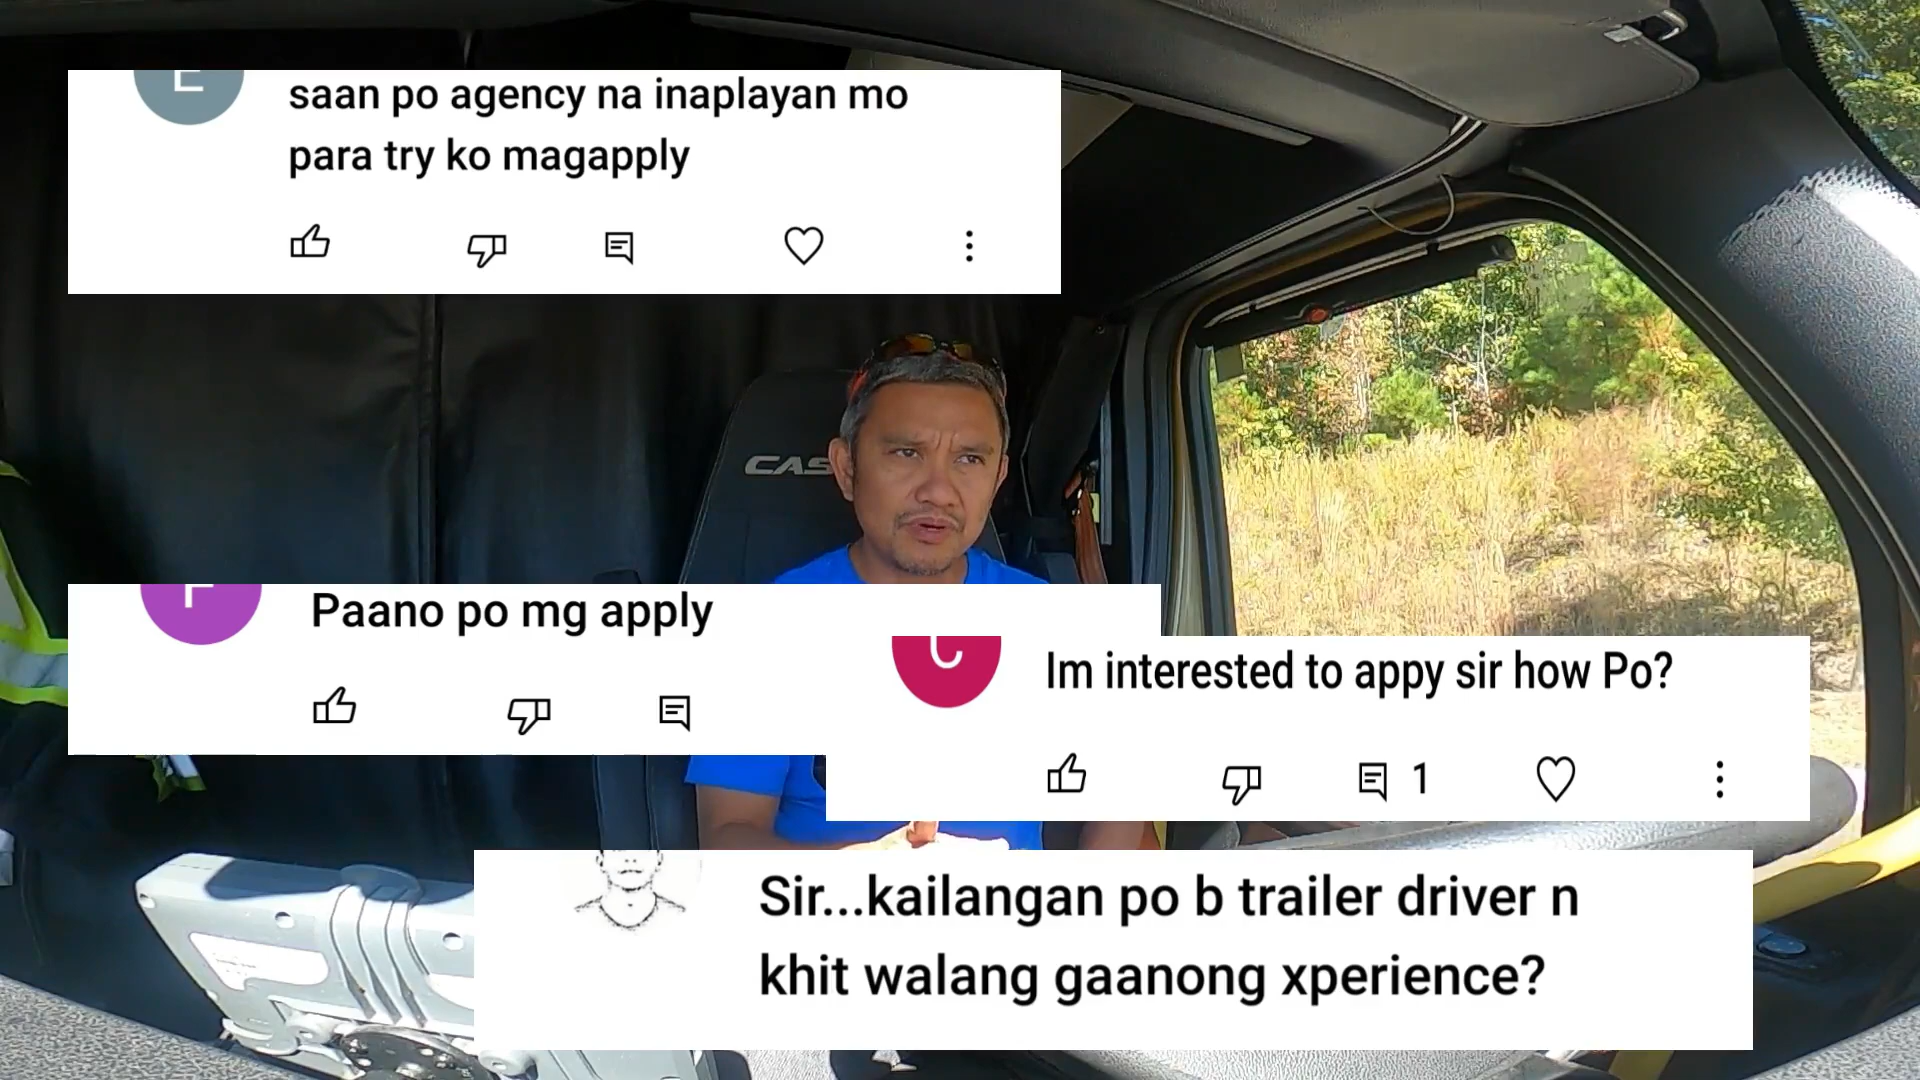 E
saan po agency na inaplayan mo
para try ko magapply
CAS
Paano po mg apply
Im interested to appy sir how Po?
1
Sir...kailangan po b trailer driver n
khit walang gaanong xperience?